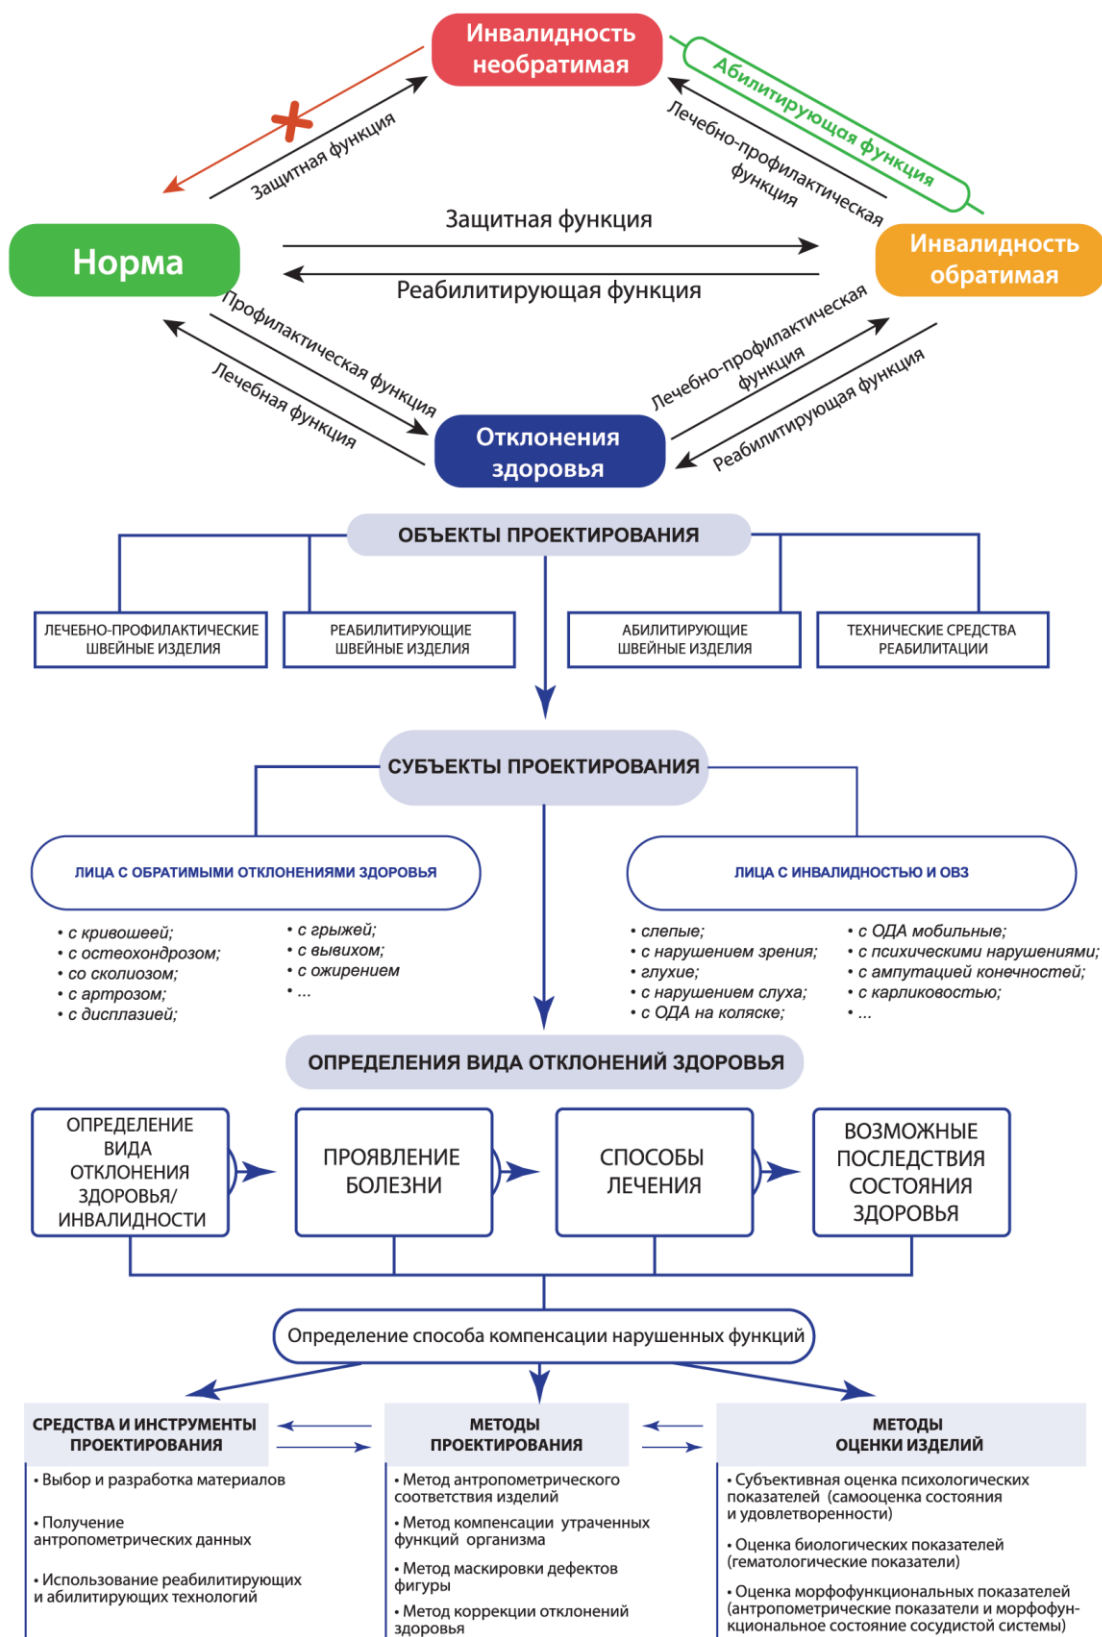 Инвалидность
необратимая
Абилитирующая функция
Защитная функция
Лечебно-профилактическая
функция
Норма
Защитная функция
Реабилитирующая функция
Инвалидность
обратимая
Профилактическая функция
Лечебная функция
Лечебно-профилактическая
функция
Реабилитирующая функция
Отклонения
здоровья
ОБЪЕКТЫ ПРОЕКТИРОВАНИЯ
ЛЕЧЕБНО-ПРОФИЛАКТИЧЕСКИЕ
ШВЕЙНЫЕ ИЗДЕЛИЯ
РЕАБИЛИТИРУЮЩИЕ
ШВЕЙНЫЕ ИЗДЕЛИЯ
АБИЛИТИРУЮЩИЕ
ШВЕЙНЫЕ ИЗДЕЛИЯ
ТЕХНИЧЕСКИЕ СРЕДСТВА
РЕАБИЛИТАЦИИ
СУБЪЕКТЫ ПРОЕКТИРОВАНИЯ
ЛИЦА С ОБРАТИМЫМИ ОТКЛОНЕНИЯМИ ЗДОРОВЬЯ
• с кривошеей;
• с остеохондрозом;
• со сколиозом;
• с артрозом;
• с дисплазией;
• с грыжей;
• с вывихом;
• с ожирением
• ...
ЛИЦА С ИНВАЛИДНОСТЬЮ И ОВЗ
• слепые;
• с нарушением зрения;
• глухие;
• с нарушением слуха;
• с ОДА на коляске;
• с ОДА мобильные;
• с психическими нарушениями;
• с ампутацией конечностей;
• с карликовостью;
• ...
ОПРЕДЕЛЕНИЯ ВИДА ОТКЛОНЕНИЙ ЗДОРОВЬЯ
ОПРЕДЕЛЕНИЕ
ВИДА
ОТКЛОНЕНИЯ
ЗДОРОВЬЯ/
ИНВАЛИДНОСТИ
ПРОЯВЛЕНИЕ
БОЛЕЗНИ
СПОСОБЫ
ЛЕЧЕНИЯ
ВОЗМОЖНЫЕ
ПОСЛЕДСТВИЯ
СОСТОЯНИЯ
ЗДОРОВЬЯ
Определение способа компенсации нарушенных функций
СРЕДСТВА И ИНСТРУМЕНТЫ
ПРОЕКТИРОВАНИЯ
• Выбор и разработка материалов
• Получение
антропометрических данных
• Использование реабилитирующих
и абилитирующих технологий
МЕТОДЫ
ПРОЕКТИРОВАНИЯ
• Метод антропометрического
соответствия изделий
• Метод компенсации утраченных
функций организма
• Метод маскировки дефектов
фигуры
• Метод коррекции отклонений
здоровья
МЕТОДЫ
ОЦЕНКИ ИЗДЕЛИЙ
• Субъективная оценка психологических
показателей (самооценка состояния
и удовлетворенности)
• Оценка биологических показателей
(гематологические показатели)
• Оценка морфофункциональных показателей
(антропометрические показатели и морфофун-
кциональное состояние сосудистой системы)